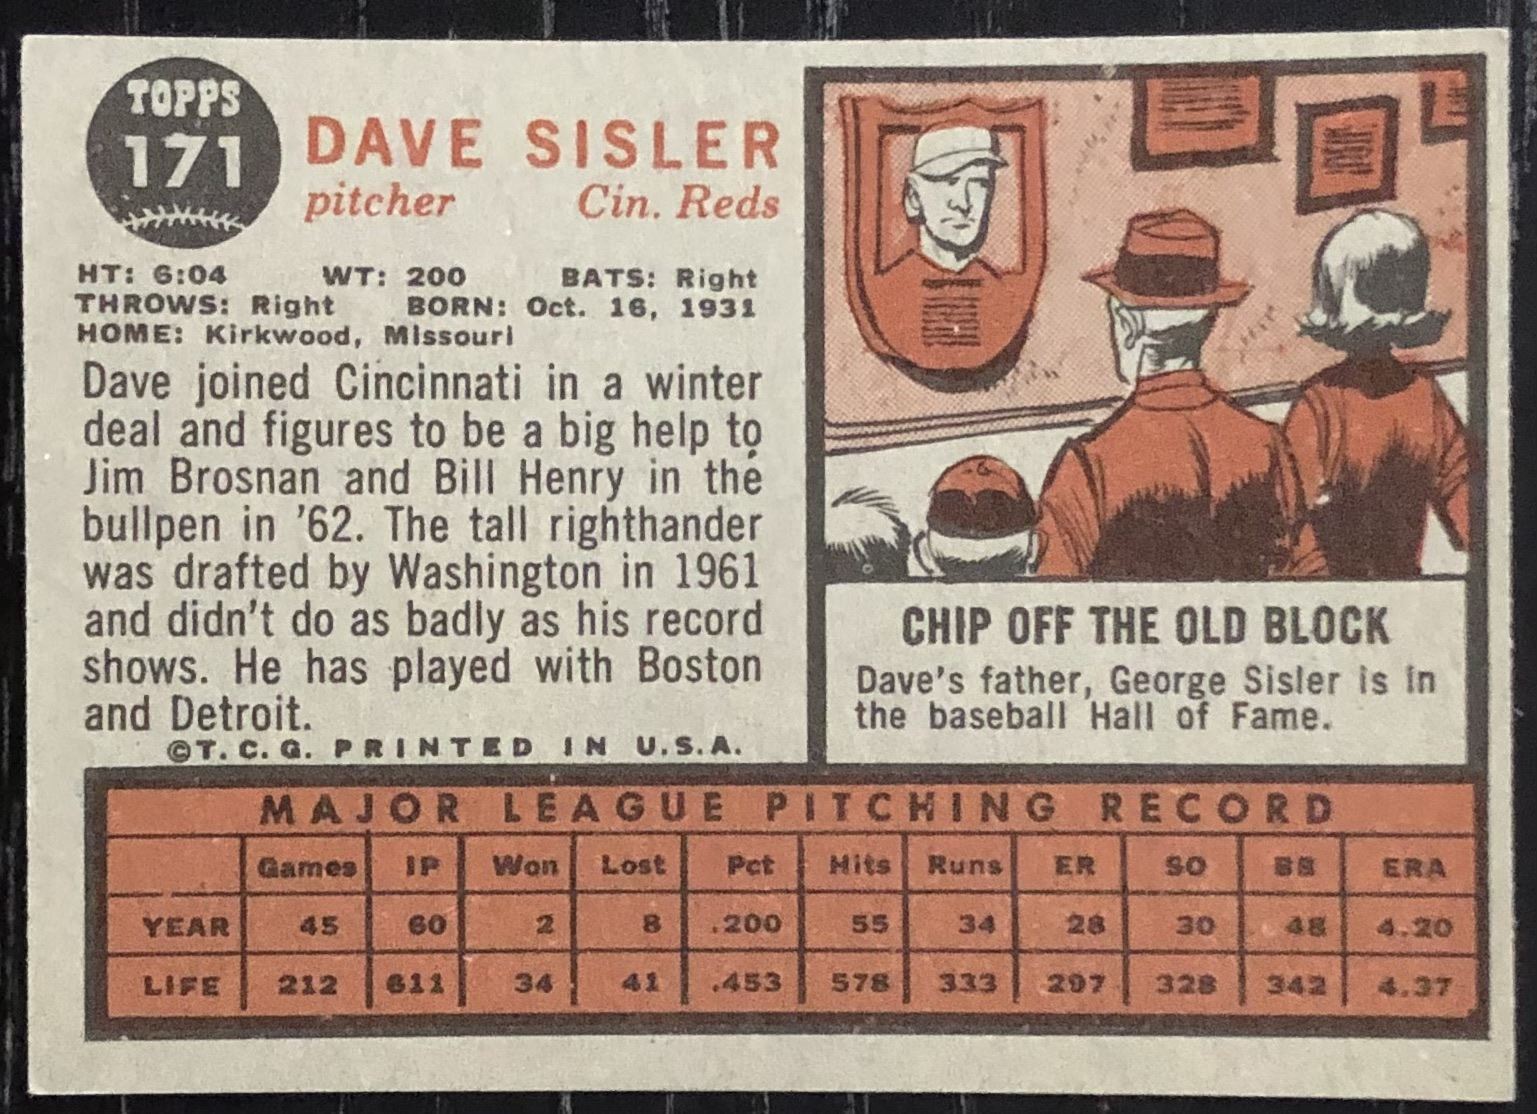 TOPPS
171
DAVE SISLER
pitcher Cin. Reds
HT: 6:04 WT: 200 BATS: Right
THROWS: Right BORN: Oct. 16, 1931
HOME: Kirkwood, Missouri
Dave joined Cincinnati in a winter
deal and figures to be a big help to
Jim Brosnan and Bill Henry in the
bullpen in '62. The tall righthander
was drafted by Washington in 1961
and didn't do as badly as his record
shows. He has played with Boston
and Detroit.
©T.C.G. PRINTED IN U.S.A.
CHIP OFF THE OLD BLOCK
Dave's father, George Sisler is in
the baseball Hall of Fame.
MAJOR LEAGUE PITCHING RECORD
Games IP Won Lost Pct Hits Runs ER SO BB ERA
YEAR 45 60 2 8 .200 55 34 28 30 48 4.20
LIFE 212 611 34 41 .453 578 333 297 328 342 4.37